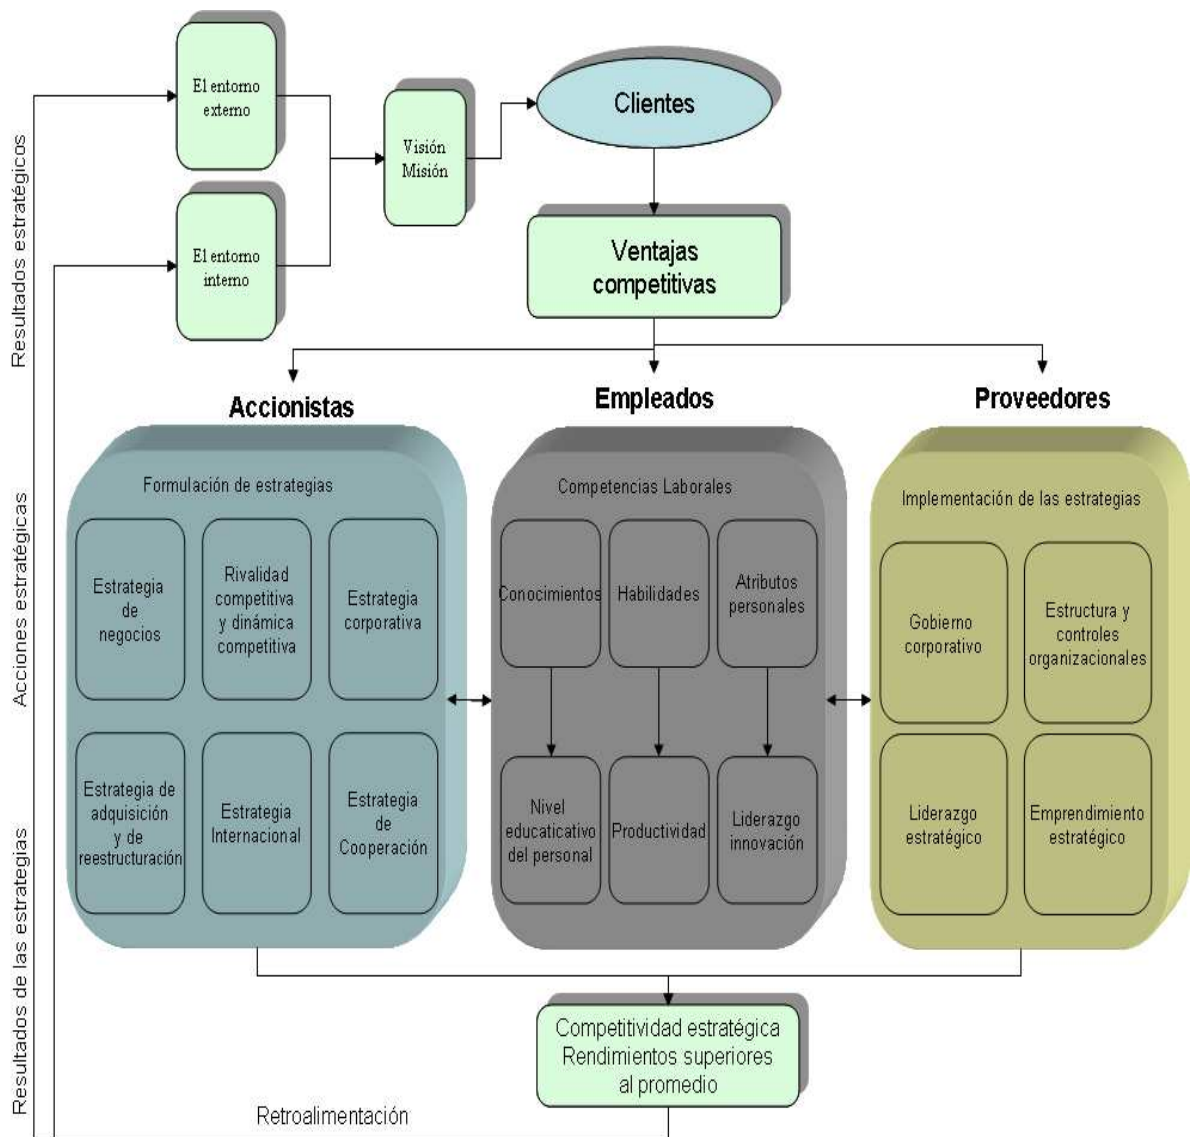 El entorno
externo
Visión
Misión
Clientes
El entorno
interno
Ventajas
competitivas
Resultados estratégicos
Acciones estratégicas
Resultados de las estrategias
Accionistas
Empleados
Proveedores
Formulación de estrategias
Estrategia
de
negocios
Rivalidad
competitiva
y dinámica
competitiva
Estrategia
corporativa
Estrategia de
adquisición
y de
reestructuración
Estrategia
Internacional
Estrategia
de
Cooperación
Competencias Laborales
Conocimientos
Habilidades
Atributos
personales
Nivel
educaticativo
del personal
Productividad
Liderazgo
innovación
Implementación de las estrategias
Gobierno
corporativo
Estructura y
controles
organizacionales
Liderazgo
estratégico
Emprendimiento
estratégico
Competitividad estratégica
Rendimientos superiores
al promedio
Retroalimentación